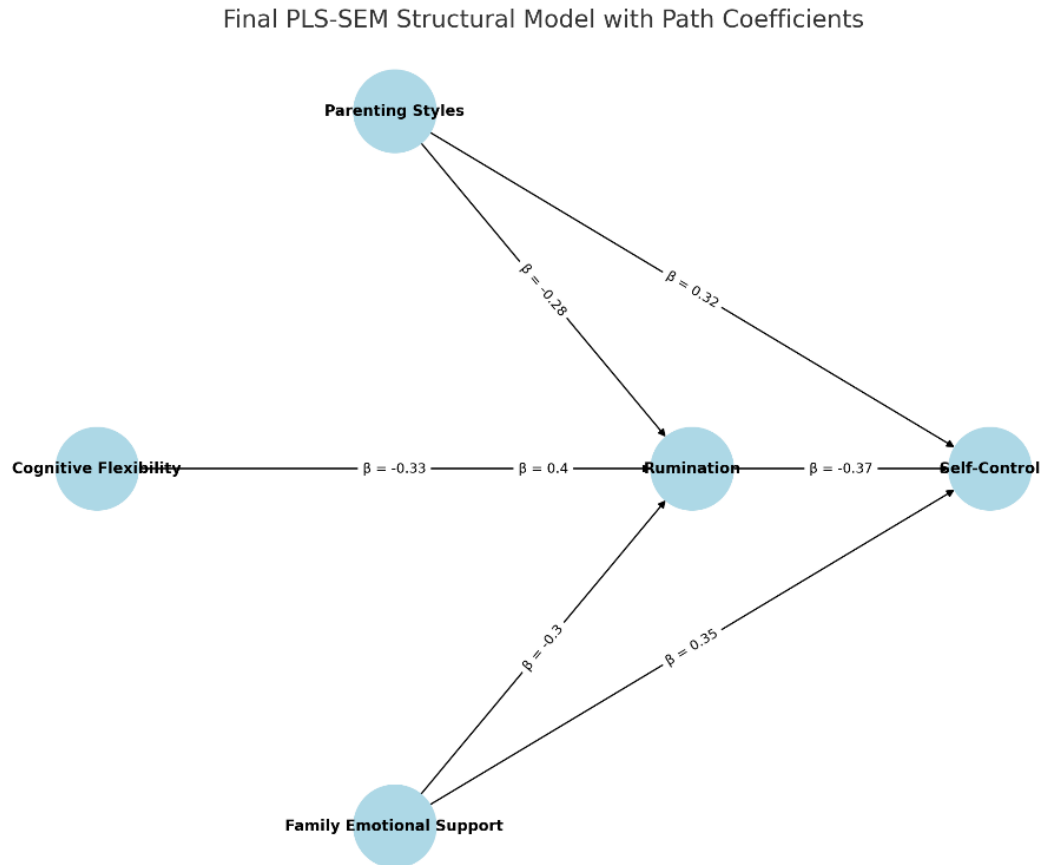 Final PLS-SEM Structural Model with Path Coefficients
Parenting Styles
β = -0.28
β = 0.32
Cognitive Flexibility
β = -0.33
β = 0.4
Rumination
β = -0.37
Self-Control
β = -0.3
β = 0.35
Family Emotional Support